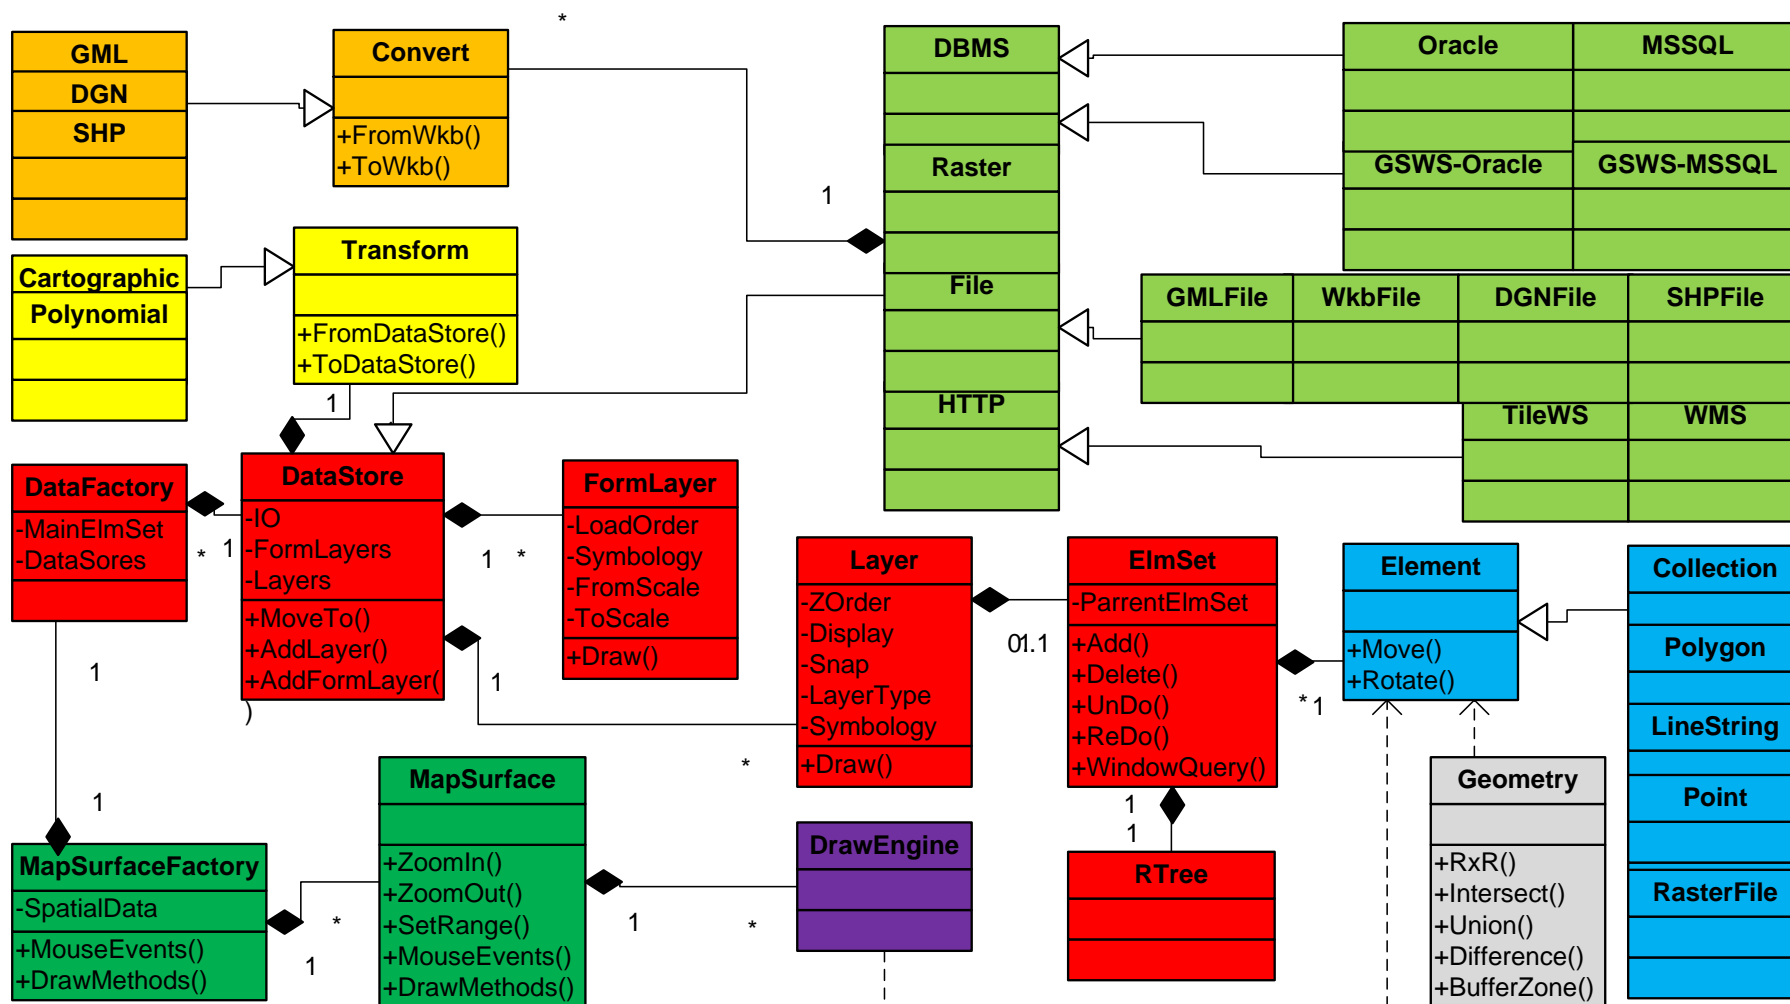 *
GML
DGN
SHP
Convert
+FromWkb()
+ToWkb()
DBMS
Raster
File
HTTP
1
Oracle
MSSQL
GSWS-Oracle
GSWS-MSSQL
GMLFile
WkbFile
DGNFile
SHPFile
TileWS
WMS
Cartographic
Polynomial
Transform
+FromDataStore()
+ToDataStore()
1
DataFactory
-MainElmSet
-DataSores
*
1
DataStore
-IO
-FormLayers
-Layers
+MoveTo()
+AddLayer()
+AddFormLayer(
)
1
*
FormLayer
-LoadOrder
-Symbology
-FromScale
-ToScale
+Draw()
1
*
Layer
-ZOrder
-Display
-Snap
-LayerType
-Symbology
+Draw()
0..1
1
ElmSet
-ParrentElmSet
+Add()
+Delete()
+UnDo()
+ReDo()
+WindowQuery()
*
1
Element
+Move()
+Rotate()
Collection
Polygon
LineString
Point
RasterFile
1
1
RTree
Geometry
+RxR()
+Intersect()
+Union()
+Difference()
+BufferZone()
1
1
MapSurfaceFactory
-SpatialData
+MouseEvents()
+DrawMethods()
*
1
MapSurface
+ZoomIn()
+ZoomOut()
+SetRange()
+MouseEvents()
+DrawMethods()
1
*
DrawEngine